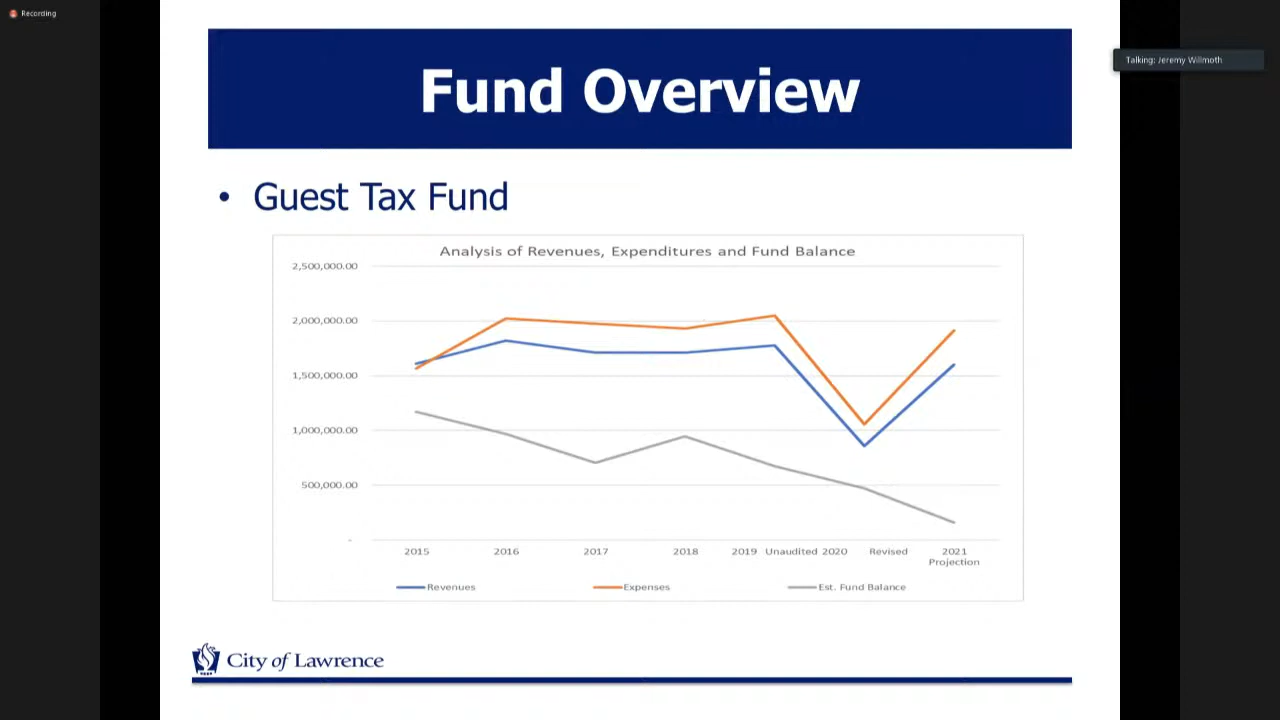 Recording
Talking: Jeremy Willmoth
Fund Overview
• Guest Tax Fund
Analysis of Revenues, Expenditures and Fund Balance
2,500,000.00
2,000,000.00
1,500,000.00
1,000,000.00
500,000.00
-
2015 2016 2017 2018 2019 Unaudited 2020 Revised 2021
Projection
Revenues Expenses Est. Fund Balance
City of Lawrence